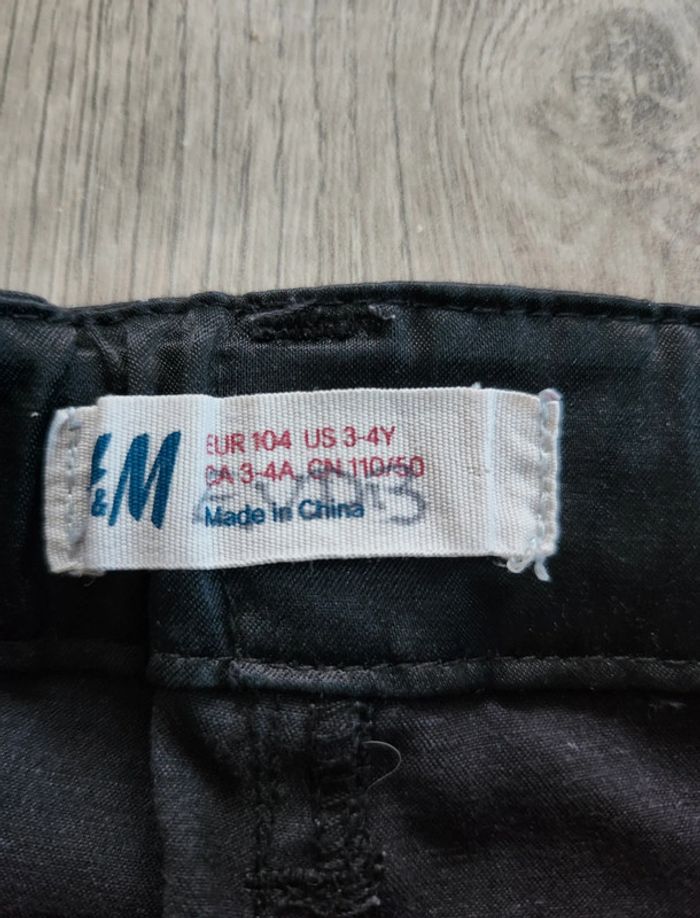 &M
EUR 104 US 3-4Y
CA 3-4A CN 110/50
Made in China